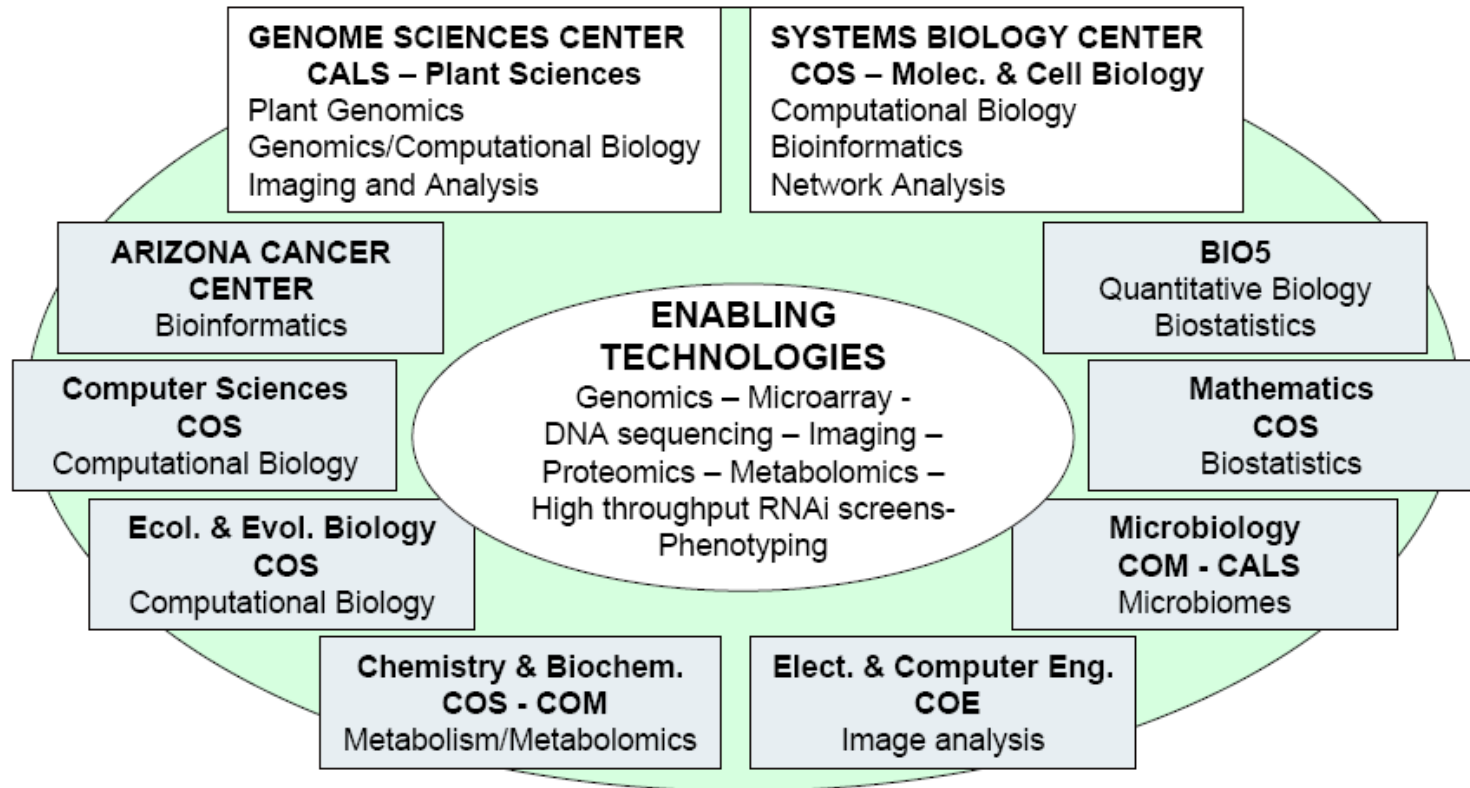 GENOME SCIENCES CENTER
CALS – Plant Sciences
Plant Genomics
Genomics/Computational Biology
Imaging and Analysis
SYSTEMS BIOLOGY CENTER
COS – Molec. & Cell Biology
Computational Biology
Bioinformatics
Network Analysis
ARIZONA CANCER
CENTER
Bioinformatics
BIO5
Quantitative Biology
Biostatistics
ENABLING
TECHNOLOGIES
Genomics – Microarray -
DNA sequencing – Imaging –
Proteomics – Metabolomics –
High throughput RNAi screens-
Phenotyping
Computer Sciences
COS
Computational Biology
Mathematics
COS
Biostatistics
Ecol. & Evol. Biology
COS
Computational Biology
Microbiology
COM - CALS
Microbiomes
Chemistry & Biochem.
COS - COM
Metabolism/Metabolomics
Elect. & Computer Eng.
COE
Image analysis